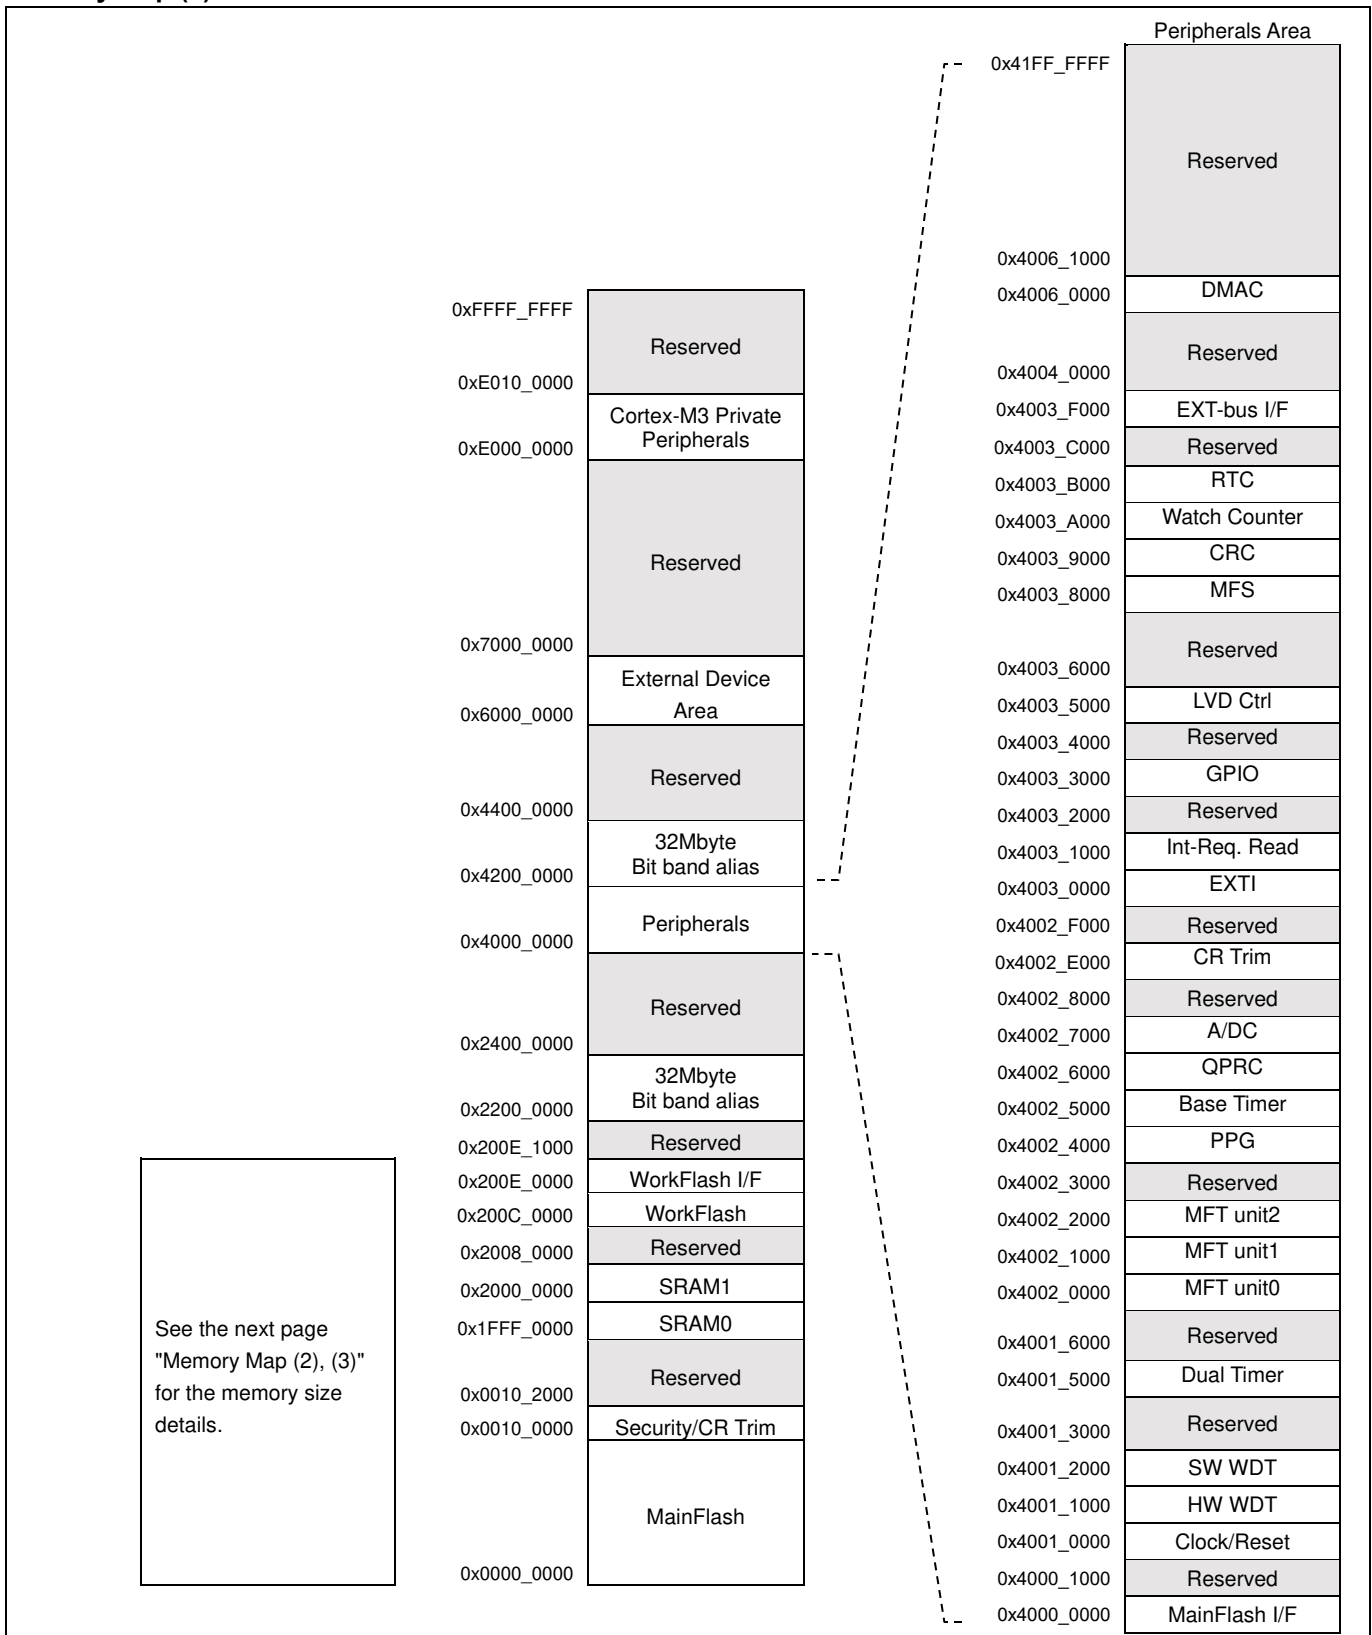 Peripherals Area
0x41FF_FFFF
Reserved
0x4006_1000
0x4006_0000 DMAC
Reserved
0x4004_0000
0x4003_F000 EXT-bus I/F
0x4003_C000 Reserved
0x4003_B000 RTC
0x4003_A000 Watch Counter
0x4003_9000 CRC
0x4003_8000 MFS
Reserved
0x4003_6000
0x4003_5000 LVD Ctrl
0x4003_4000 Reserved
0x4003_3000 GPIO
0x4003_2000 Reserved
0x4003_1000 Int-Req. Read
0x4003_0000 EXTI
0x4002_F000 Reserved
0x4002_E000 CR Trim
0x4002_8000 Reserved
0x4002_7000 A/DC
0x4002_6000 QPRC
0x4002_5000 Base Timer
0x4002_4000 PPG
0x4002_3000 Reserved
0x4002_2000 MFT unit2
0x4002_1000 MFT unit1
0x4002_0000 MFT unit0
Reserved
0x4001_6000
0x4001_5000 Dual Timer
Reserved
0x4001_3000
0x4001_2000 SW WDT
0x4001_1000 HW WDT
0x4001_0000 Clock/Reset
0x4000_1000 Reserved
0x4000_0000 MainFlash I/F
0xFFFF_FFFF
Reserved
0xE010_0000
Cortex-M3 Private
Peripherals
0xE000_0000
Reserved
0x7000_0000
External Device
Area
0x6000_0000
Reserved
0x4400_0000
32Mbyte
Bit band alias
0x4200_0000
Peripherals
0x4000_0000
Reserved
0x2400_0000
32Mbyte
Bit band alias
0x2200_0000
0x200E_1000 Reserved
0x200E_0000 WorkFlash I/F
0x200C_0000 WorkFlash
0x2008_0000 Reserved
0x2000_0000 SRAM1
0x1FFF_0000 SRAM0
Reserved
0x0010_2000
0x0010_0000 Security/CR Trim
MainFlash
0x0000_0000
See the next page
"Memory Map (2), (3)"
for the memory size
details.